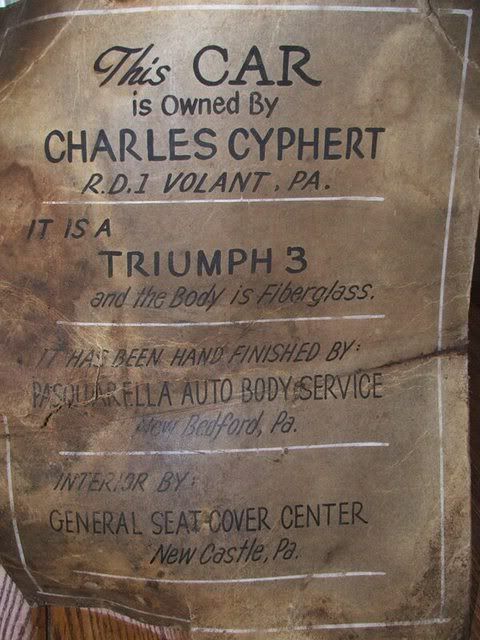 This CAR
is Owned By
CHARLES CYPHERT
R.D.1 VOLANT, PA.
IT IS A
TRIUMPH 3
and the Body is Fiberglass.
IT HAS BEEN HAND FINISHED BY:
PASQUARELLA AUTO BODY SERVICE
New Bedford, Pa.
INTERIOR BY:
GENERAL SEAT COVER CENTER
New Castle, Pa.